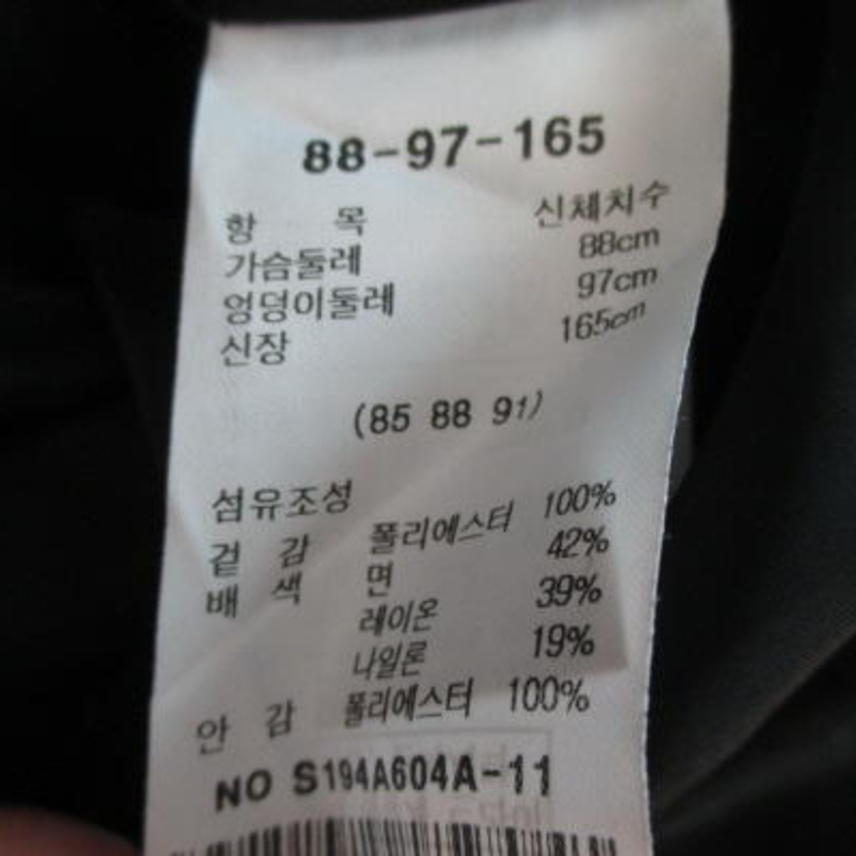 88-97-165
항 목 신체치수
가슴둘레 88cm
엉덩이둘레 97cm
신장 165cm
(85 88 91)
섬유조성
겉 감 폴리에스터 100%
배 색 면 42%
레이온 39%
나일론 19%
안 감 폴리에스터 100%
NO S194A604A-11